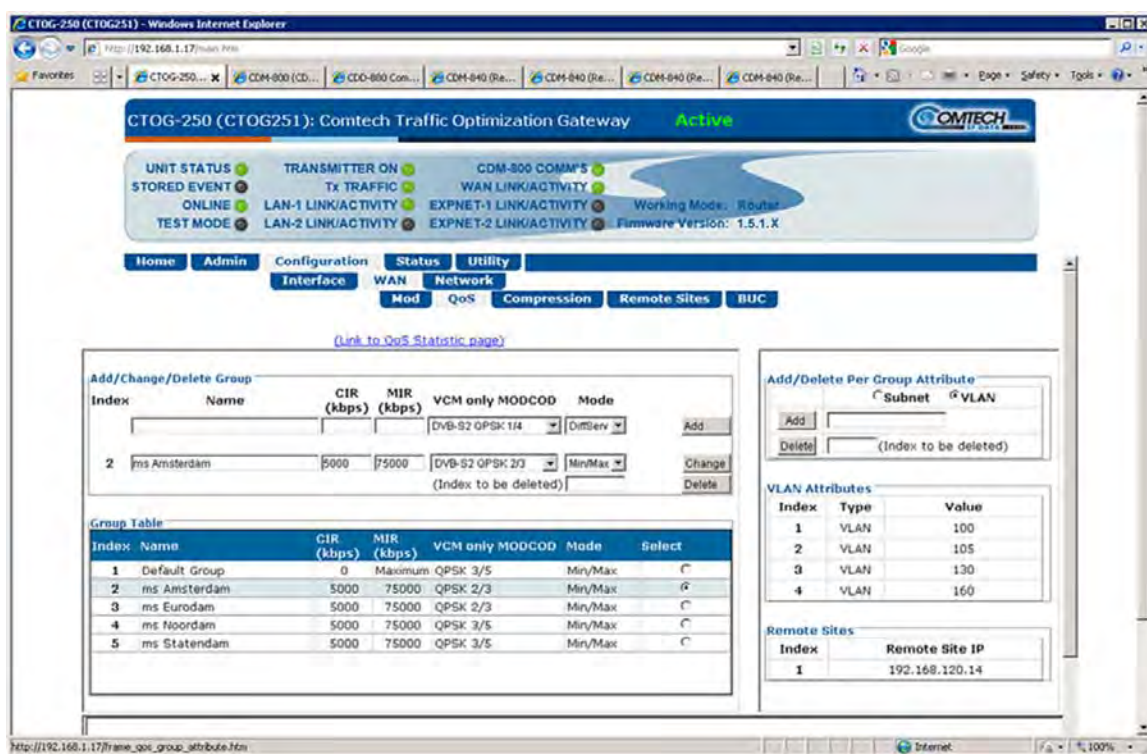 CTOG-250 (CTOG251) - Windows Internet Explorer
http://192.168.1.17/main.htm
Google
Favorites
CTOG-250,... x CDM-800 (CD... CDD-880 Com... CDM-840 (Re... CDM-840 (Re... CDM-840 (Re... CDM-840 (Re...
Page Safety Tools
CTOG-250 (CTOG251): Comtech Traffic Optimization Gateway Active
COMTECH
UNIT STATUS TRANSMITTER ON CDM-800 COMM'S
STORED EVENT Tx TRAFFIC WAN LINK/ACTIVITY
ONLINE LAN-1 LINK/ACTIVITY EXPNET-1 LINK/ACTIVITY Working Mode: Router
TEST MODE LAN-2 LINK/ACTIVITY EXPNET-2 LINK/ACTIVITY Firmware Version: 1.5.1.X
Home Admin Configuration Status Utility
Interface WAN Network
Mod QoS Compression Remote Sites BUC
(Link to QoS Statistic page)
Add/Change/Delete Group
Index Name CIR (kbps) MIR (kbps) VCM only MODCOD Mode
DVB-S2 QPSK 1/4 DiffServ Add
2 ms Amsterdam 5000 75000 DVB-S2 QPSK 2/3 Min/Max Change
(Index to be deleted) Delete
Group Table
Index Name CIR (kbps) MIR (kbps) VCM only MODCOD Mode Select
1 Default Group 0 Maximum QPSK 3/5 Min/Max
2 ms Amsterdam 5000 75000 QPSK 2/3 Min/Max
3 ms Eurodam 5000 75000 QPSK 2/3 Min/Max
4 ms Noordam 5000 75000 QPSK 3/5 Min/Max
5 ms Statendam 5000 75000 QPSK 3/5 Min/Max
Add/Delete Per Group Attribute
Subnet VLAN
Add
Delete (Index to be deleted)
VLAN Attributes
Index Type Value
1 VLAN 100
2 VLAN 105
3 VLAN 130
4 VLAN 160
Remote Sites
Index Remote Site IP
1 192.168.120.14
http://192.168.1.17/frame_qos_group_attribute.htm
Internet 100%